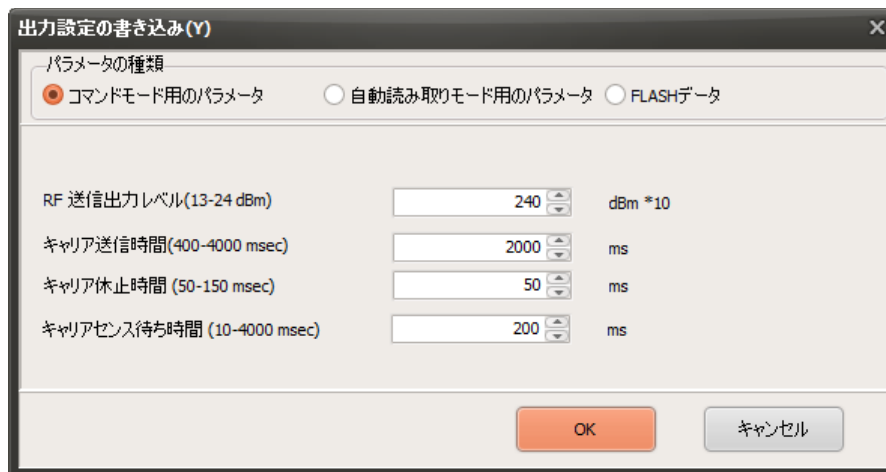 出力設定の書き込み(Y)
パラメータの種類
コマンドモード用のパラメータ 自動読み取りモード用のパラメータ FLASHデータ
RF 送信出力レベル(13-24 dBm) 240 dBm *10
キャリア送信時間(400-4000 msec) 2000 ms
キャリア休止時間 (50-150 msec) 50 ms
キャリアセンス待ち時間 (10-4000 msec) 200 ms
OK キャンセル